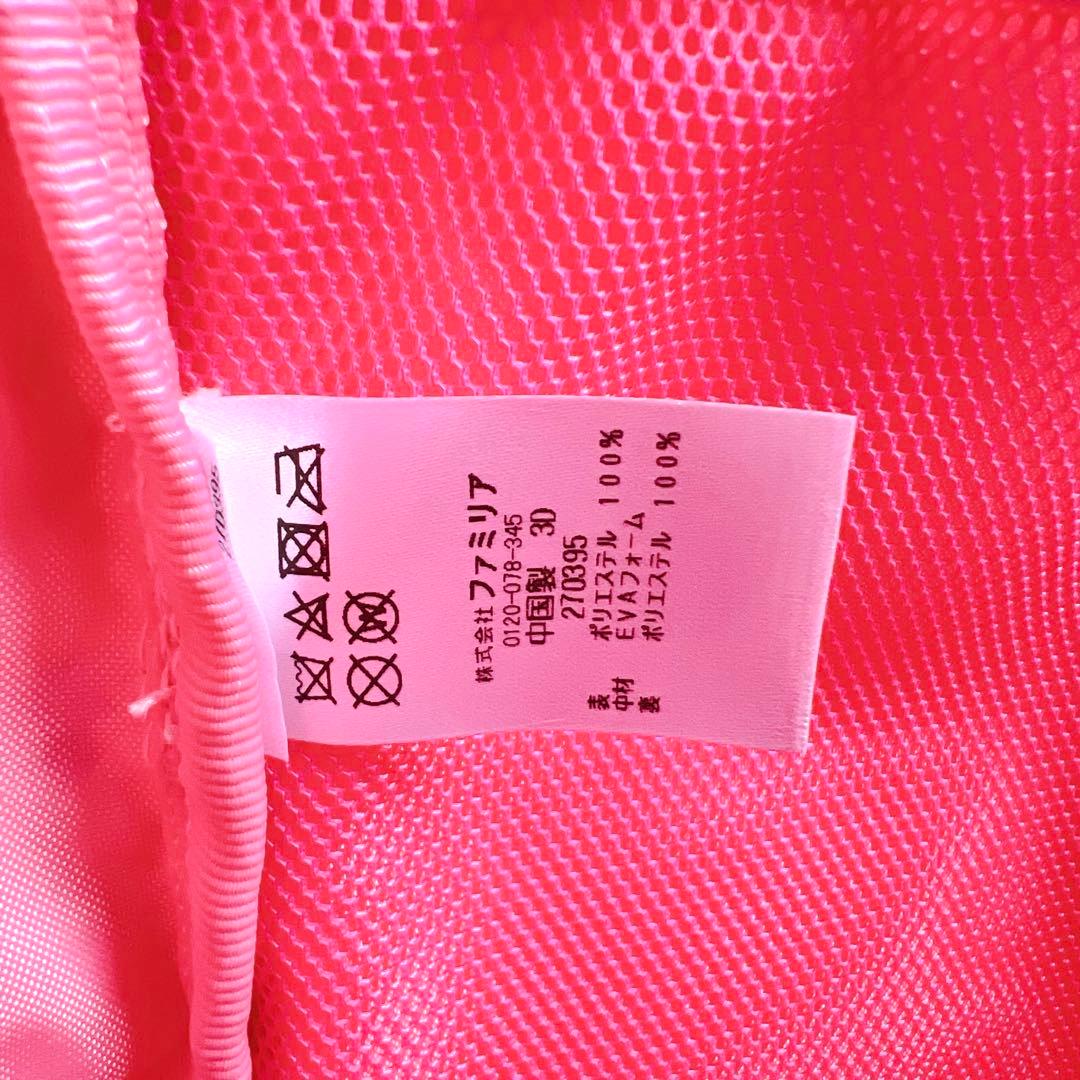 表 ポリエステル 100%
中材 EVAフォーム
裏 ポリエステル 100%
270395
中国製 3D
0120-078-345
株式会社 ファミリア